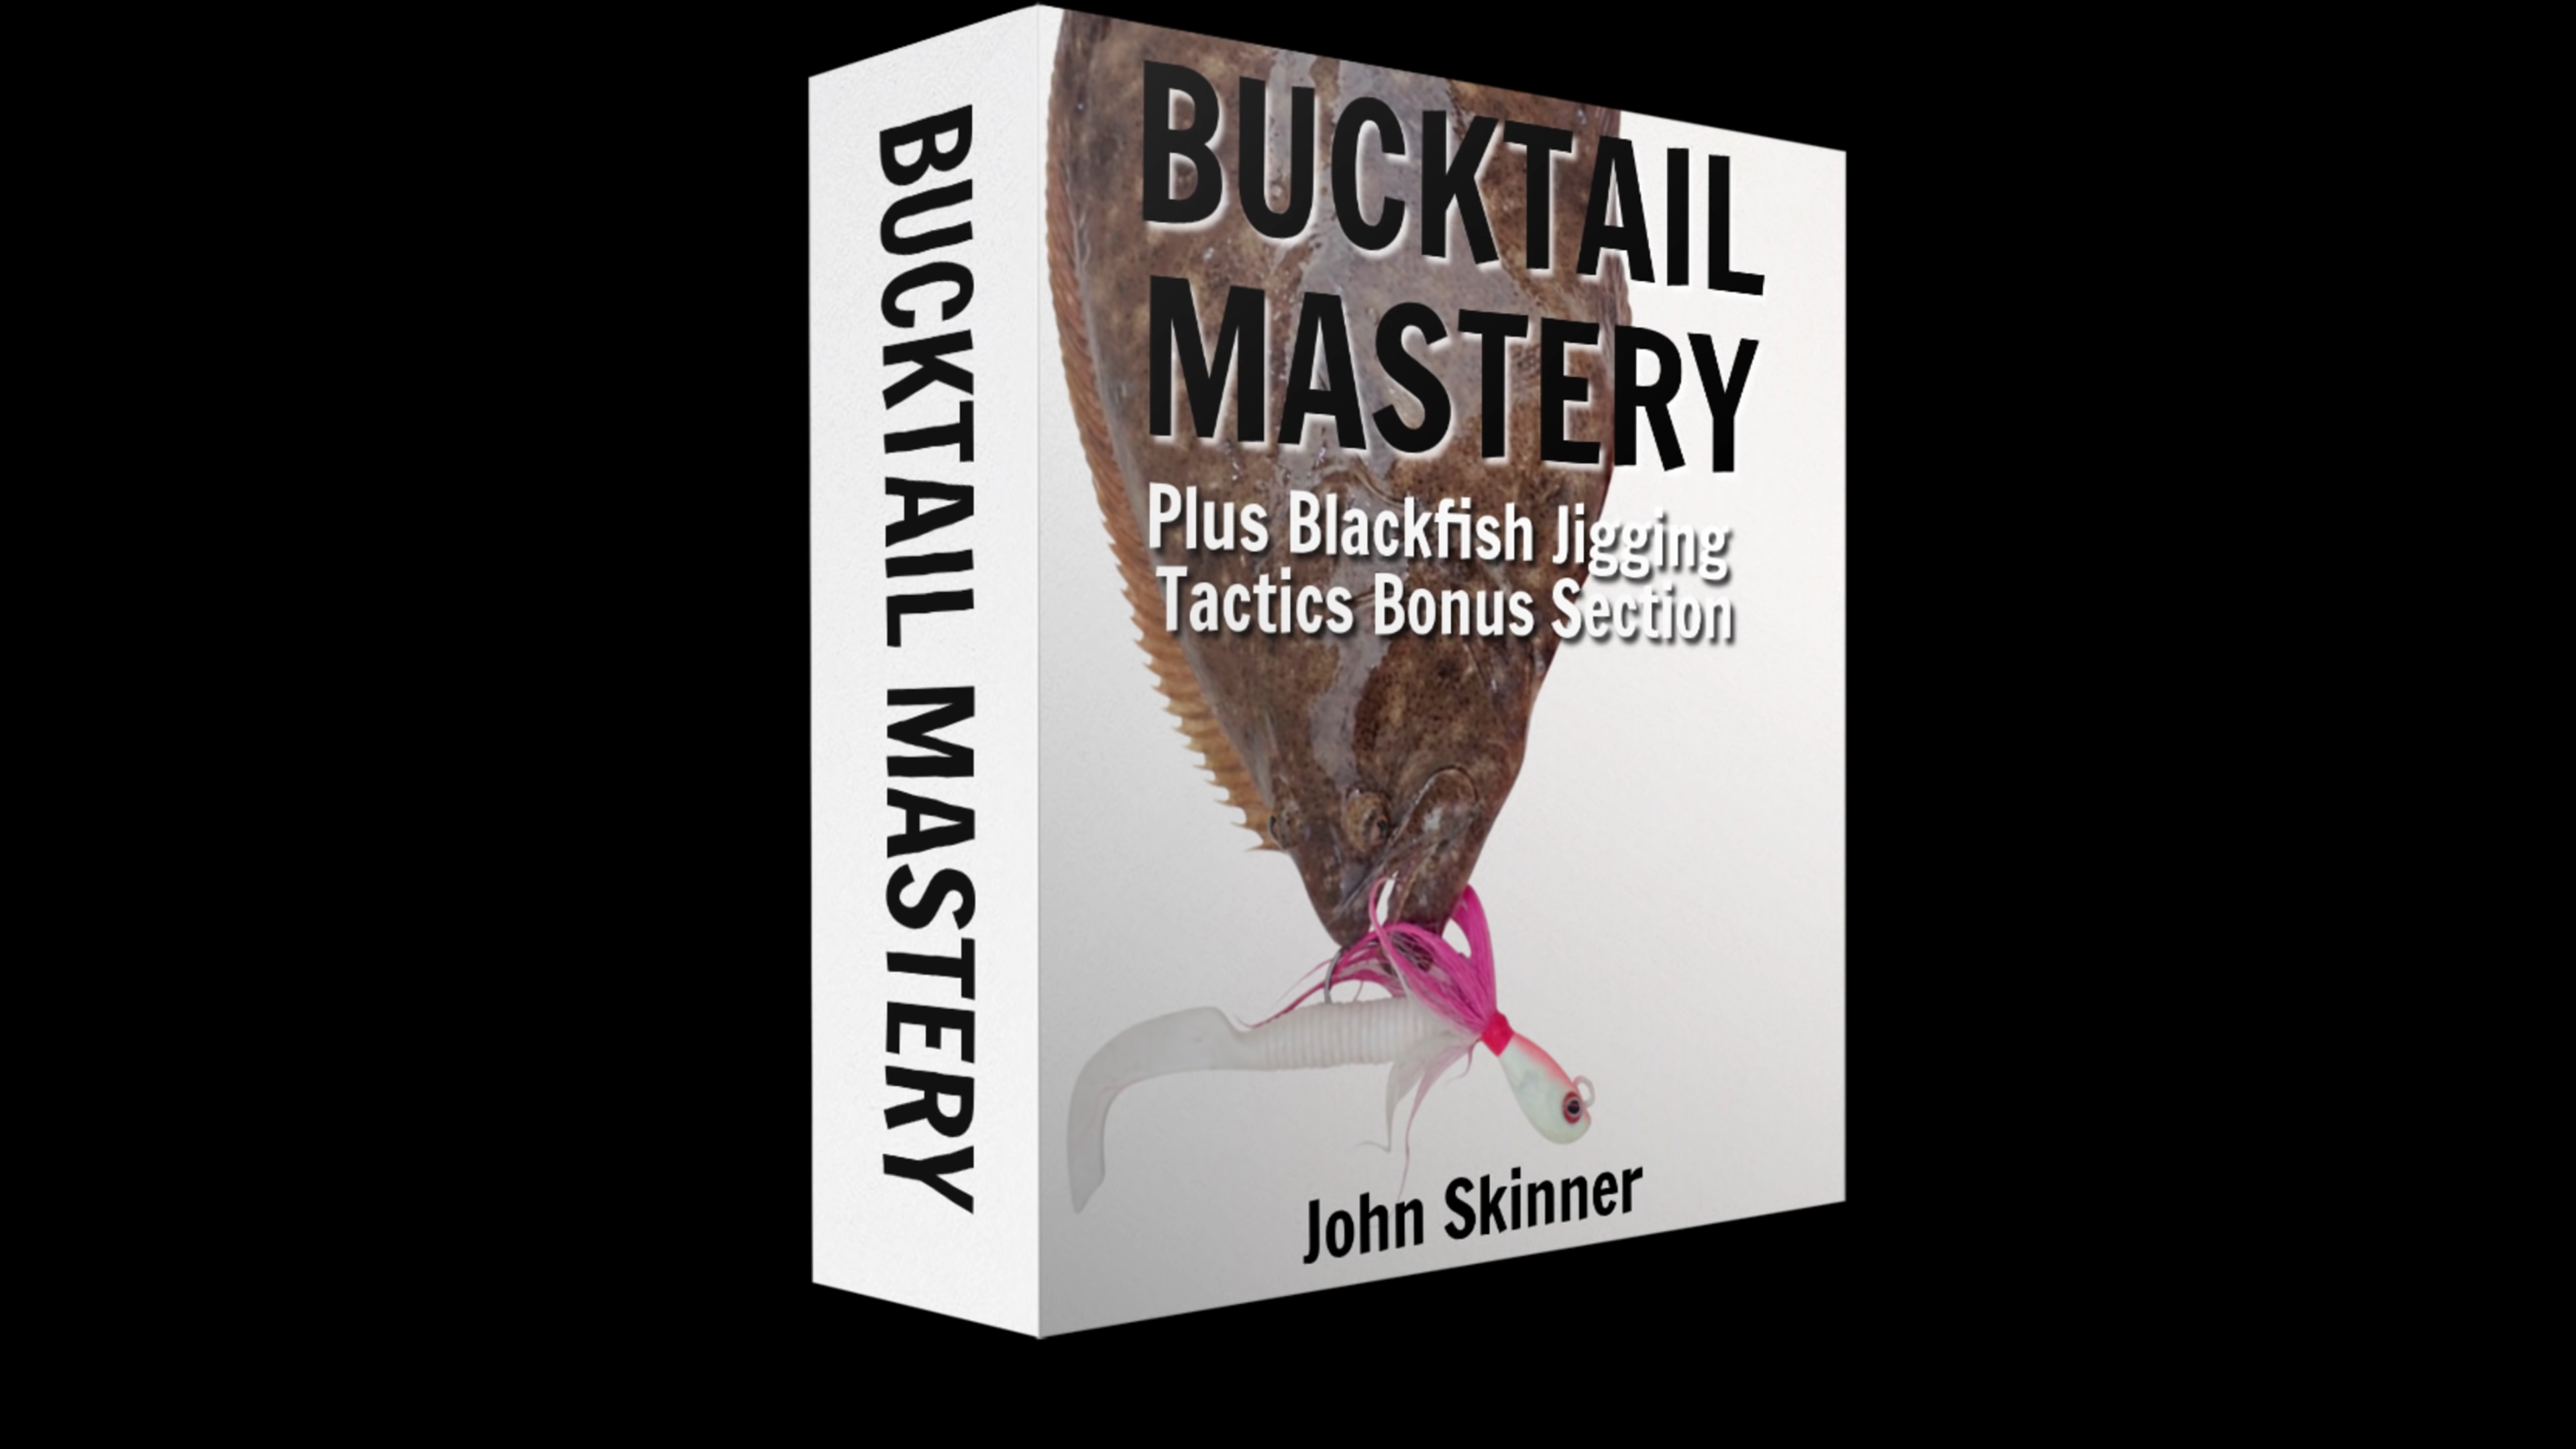 BUCKTAIL MASTERY
BUCKTAIL
MASTERY
Plus Blackfish Jigging
Tactics Bonus Section
John Skinner